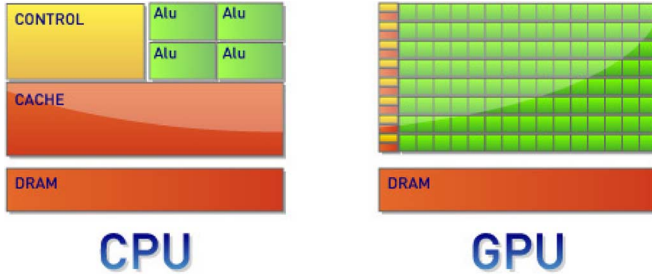 CONTROL
Alu Alu
Alu Alu
CACHE
DRAM
CPU
DRAM
GPU